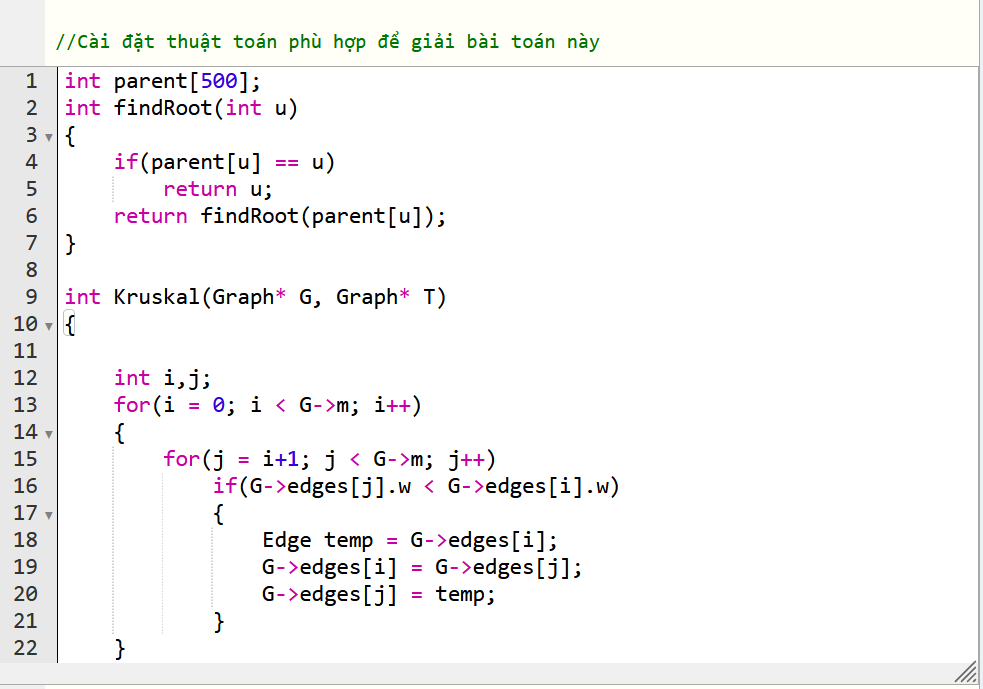 //Cài đặt thuật toán phù hợp để giải bài toán này
1 int parent[500];
2 int findRoot(int u)
3 {
4     if(parent[u] == u)
5         return u;
6     return findRoot(parent[u]);
7 }
8
9 int Kruskal(Graph* G, Graph* T)
10 {
11
12     int i,j;
13     for(i = 0; i < G->m; i++)
14     {
15         for(j = i+1; j < G->m; j++)
16             if(G->edges[j].w < G->edges[i].w)
17             {
18                 Edge temp = G->edges[i];
19                 G->edges[i] = G->edges[j];
20                 G->edges[j] = temp;
21             }
22     }